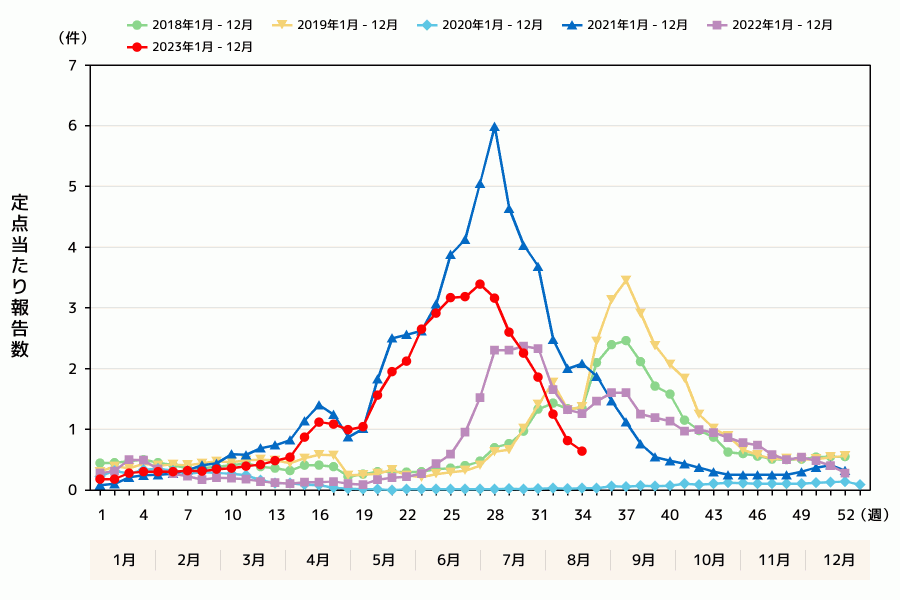 2018年1月 - 12月 2019年1月 - 12月 2020年1月 - 12月 2021年1月 - 12月 2022年1月 - 12月
2023年1月 - 12月
(件)
定点当たり報告数
7
6
5
4
3
2
1
0
1 4 7 10 13 16 19 22 25 28 31 34 37 40 43 46 49 52 (週)
1月 2月 3月 4月 5月 6月 7月 8月 9月 10月 11月 12月